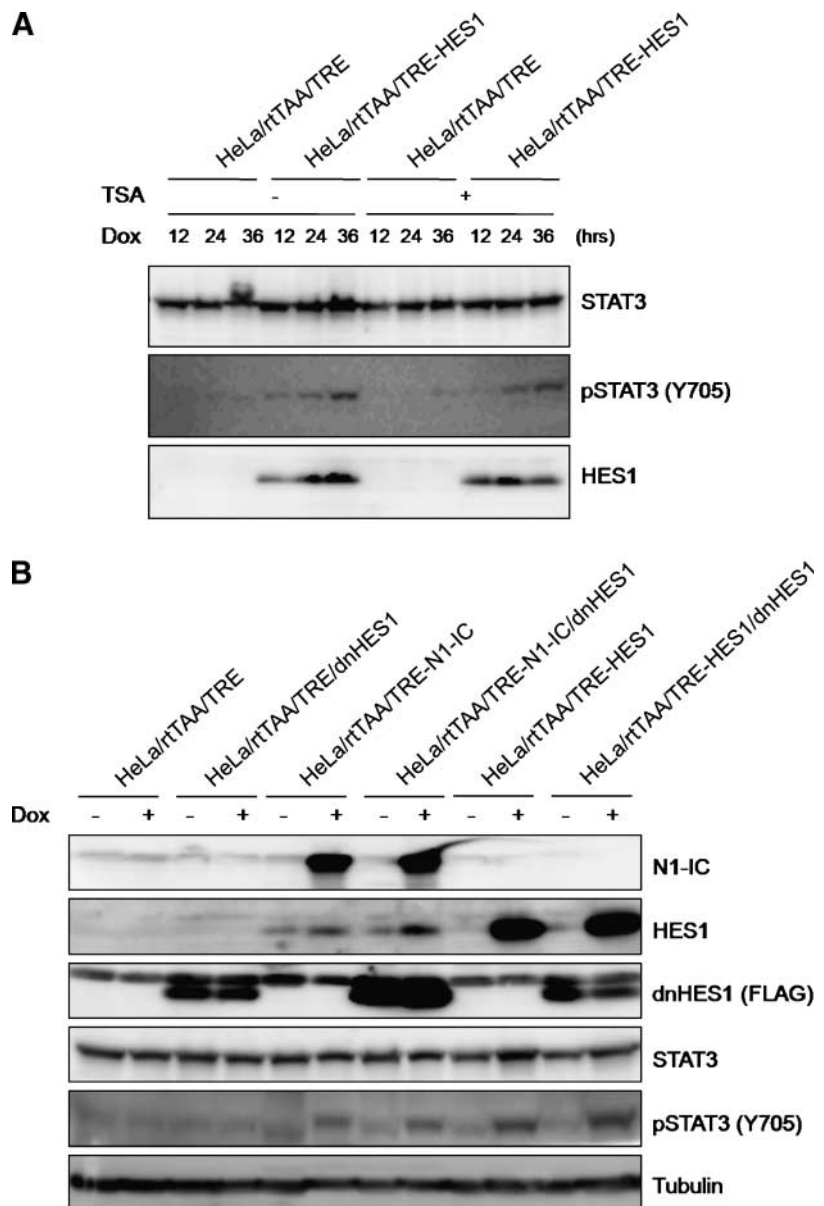 A
HeLa/rtTAA/TRE
HeLa/rtTAA/TRE-HES1
HeLa/rtTAA/TRE
HeLa/rtTAA/TRE-HES1
TSA - +
Dox 12 24 36 12 24 36 12 24 36 12 24 36 (hrs)
STAT3
pSTAT3 (Y705)
HES1
B
HeLa/rtTAA/TRE
HeLa/rtTAA/TRE/dnHES1
HeLa/rtTAA/TRE-N1-IC
HeLa/rtTAA/TRE-N1-IC/dnHES1
HeLa/rtTAA/TRE-HES1
HeLa/rtTAA/TRE-HES1/dnHES1
Dox - + - + - + - + - + - +
N1-IC
HES1
dnHES1 (FLAG)
STAT3
pSTAT3 (Y705)
Tubulin